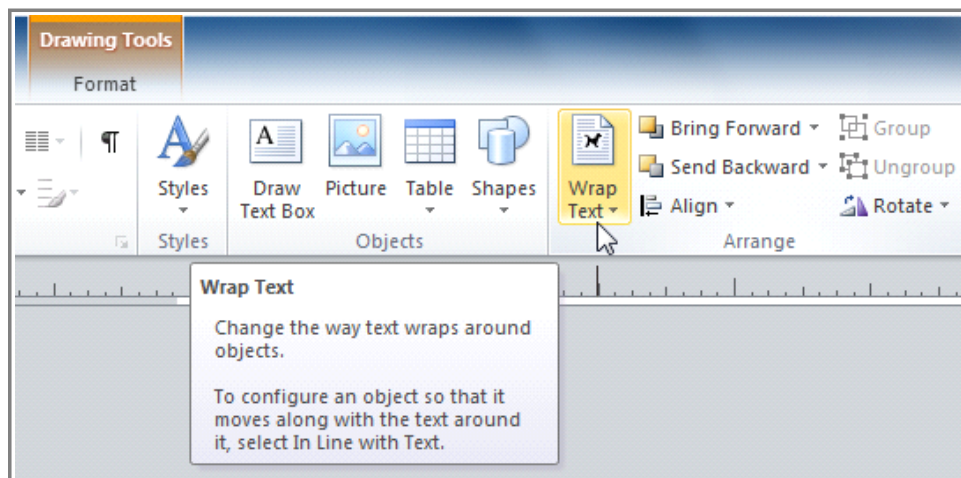 Drawing Tools
Format
Styles
Draw
Text Box
Picture
Table
Shapes
Wrap
Text
Bring Forward
Send Backward
Align
Group
Ungroup
Rotate
Styles
Objects
Arrange
Wrap Text
Change the way text wraps around
objects.
To configure an object so that it
moves along with the text around
it, select In Line with Text.